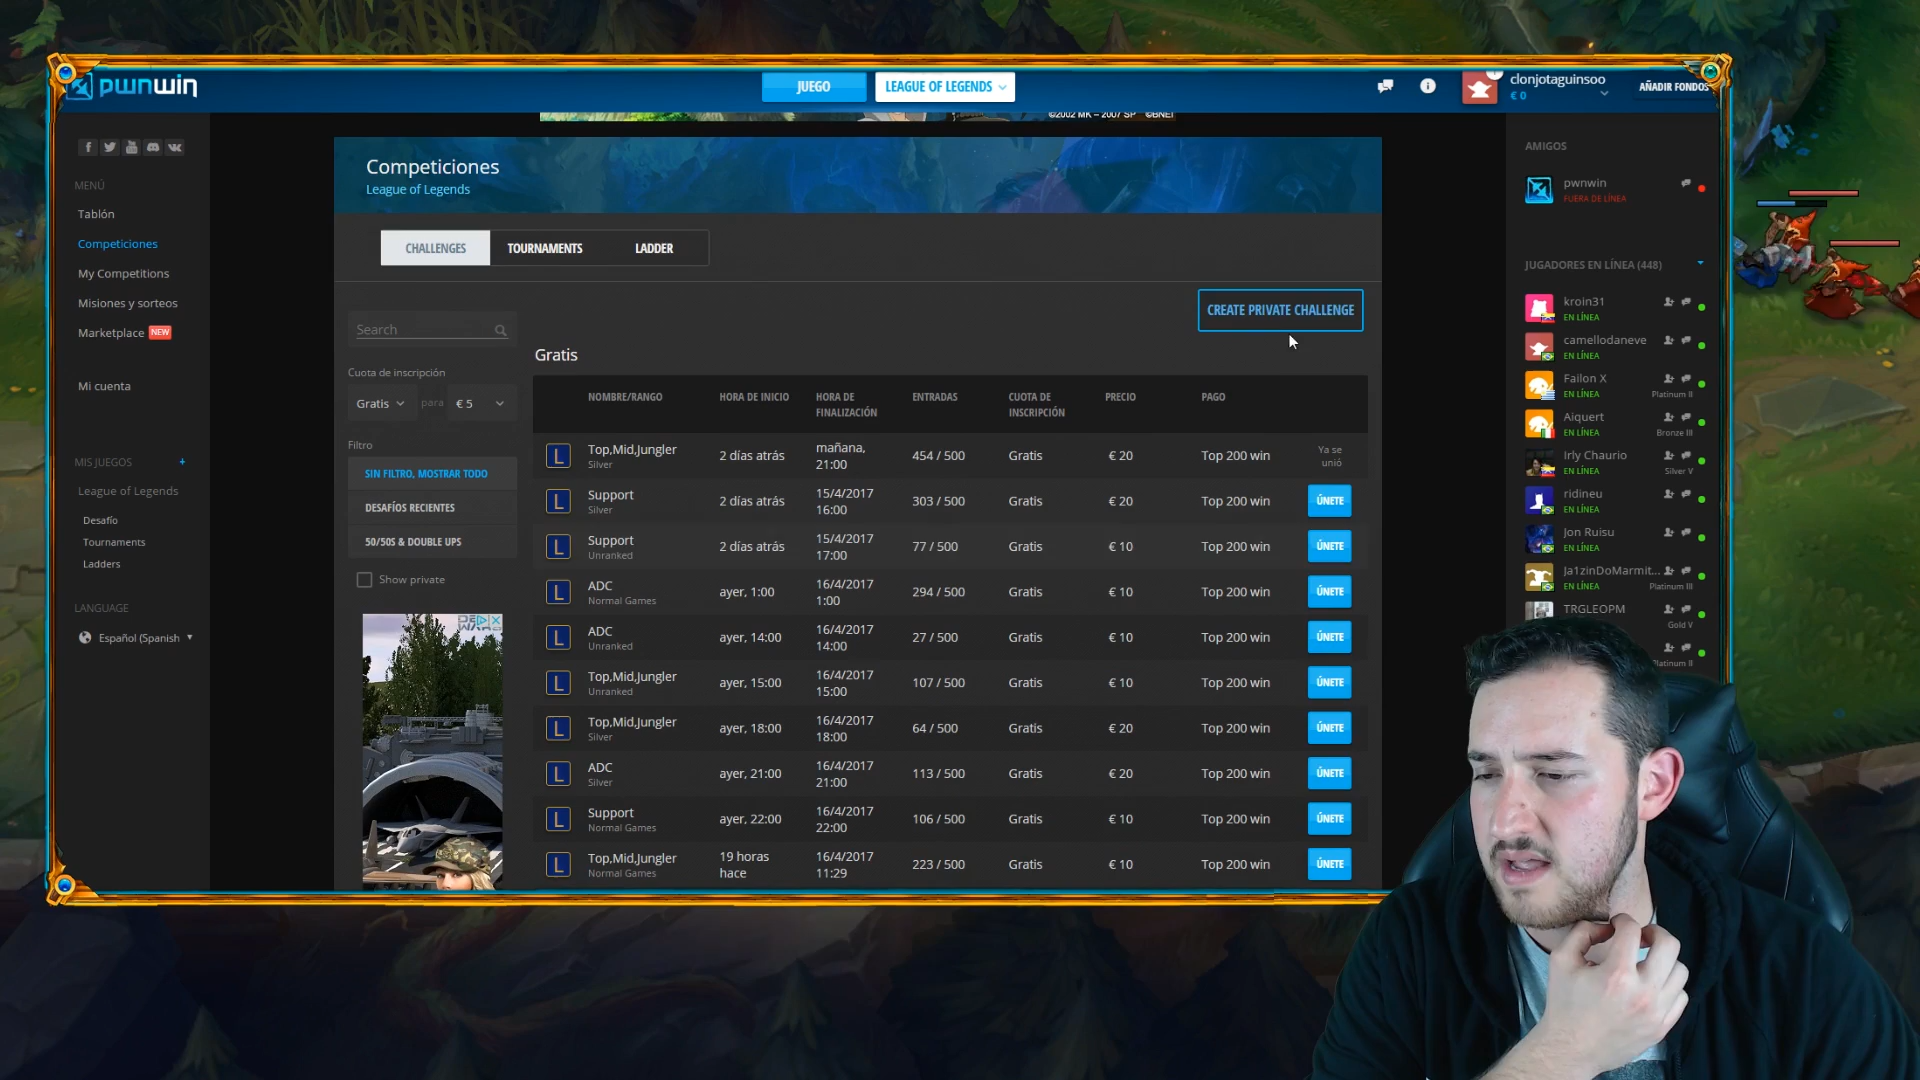 pwnwin
JUEGO
LEAGUE OF LEGENDS
clonjotaguinsoo
€ 0
AÑADIR FONDOS
©2002 MK – 2007 SP ©BNEI
MENÚ
Tablón
Competiciones
My Competitions
Misiones y sorteos
Marketplace NEW
Mi cuenta
MIS JUEGOS +
League of Legends
Desafío
Tournaments
Ladders
LANGUAGE
Español (Spanish
Competiciones
League of Legends
CHALLENGES TOURNAMENTS LADDER
CREATE PRIVATE CHALLENGE
Search
Cuota de inscripción
Gratis para € 5
Filtro
SIN FILTRO, MOSTRAR TODO
DESAFÍOS RECIENTES
50/50S & DOUBLE UPS
Show private
Gratis
NOMBRE/RANGO HORA DE INICIO HORA DE FINALIZACIÓN ENTRADAS CUOTA DE INSCRIPCIÓN PRECIO PAGO
L Top,Mid,Jungler Silver 2 días atrás mañana, 21:00 454 / 500 Gratis € 20 Top 200 win Ya se unió
L Support Silver 2 días atrás 15/4/2017 16:00 303 / 500 Gratis € 20 Top 200 win ÚNETE
L Support Unranked 2 días atrás 15/4/2017 17:00 77 / 500 Gratis € 10 Top 200 win ÚNETE
L ADC Normal Games ayer, 1:00 16/4/2017 1:00 294 / 500 Gratis € 10 Top 200 win ÚNETE
L ADC Unranked ayer, 14:00 16/4/2017 14:00 27 / 500 Gratis € 10 Top 200 win ÚNETE
L Top,Mid,Jungler Unranked ayer, 15:00 16/4/2017 15:00 107 / 500 Gratis € 10 Top 200 win ÚNETE
L Top,Mid,Jungler Silver ayer, 18:00 16/4/2017 18:00 64 / 500 Gratis € 20 Top 200 win ÚNETE
L ADC Silver ayer, 21:00 16/4/2017 21:00 113 / 500 Gratis € 20 Top 200 win ÚNETE
L Support Normal Games ayer, 22:00 16/4/2017 22:00 106 / 500 Gratis € 10 Top 200 win ÚNETE
L Top,Mid,Jungler Normal Games 19 horas hace 16/4/2017 11:29 223 / 500 Gratis € 10 Top 200 win ÚNETE
AMIGOS
pwnwin
FUERA DE LÍNEA
JUGADORES EN LÍNEA (448)
kroin31
EN LÍNEA
camellodaneve
EN LÍNEA
Failon X
EN LÍNEA Platinum II
Aiquert
EN LÍNEA Bronze III
Irly Chaurio
EN LÍNEA Silver V
ridineu
EN LÍNEA
Jon Ruisu
EN LÍNEA
Ja1zinDoMarmit...
EN LÍNEA Platinum III
TRGLEOPM
Gold V
Platinum II